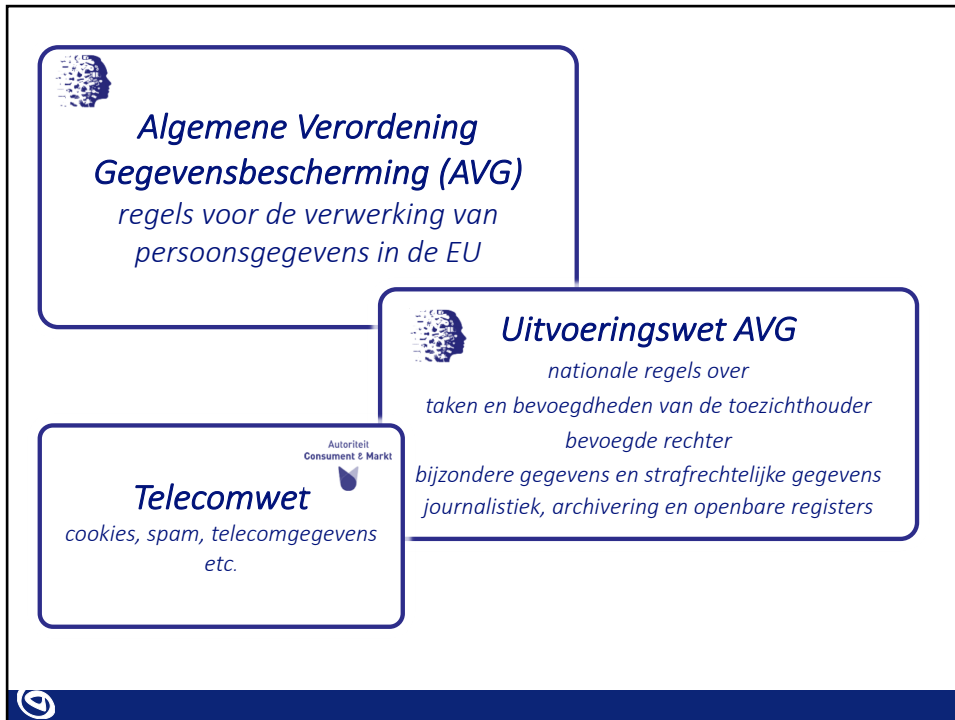 Algemene Verordening
Gegevensbescherming (AVG)
regels voor de verwerking van
persoonsgegevens in de EU
Uitvoeringswet AVG
nationale regels over
taken en bevoegdheden van de toezichthouder
bevoegde rechter
bijzondere gegevens en strafrechtelijke gegevens
journalistiek, archivering en openbare registers
Autoriteit
Consument & Markt
Telecomwet
cookies, spam, telecomgegevens
etc.